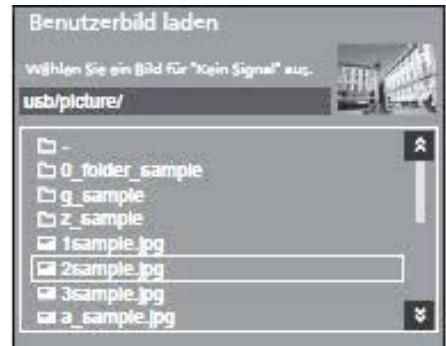 Benutzerbild laden
Wählen Sie ein Bild für "Kein Signal" aus.
usb/picture/
-
0_folder_sample
g_sample
z_sample
1sample.jpg
2sample.jpg
3sample.jpg
a_sample.jpg